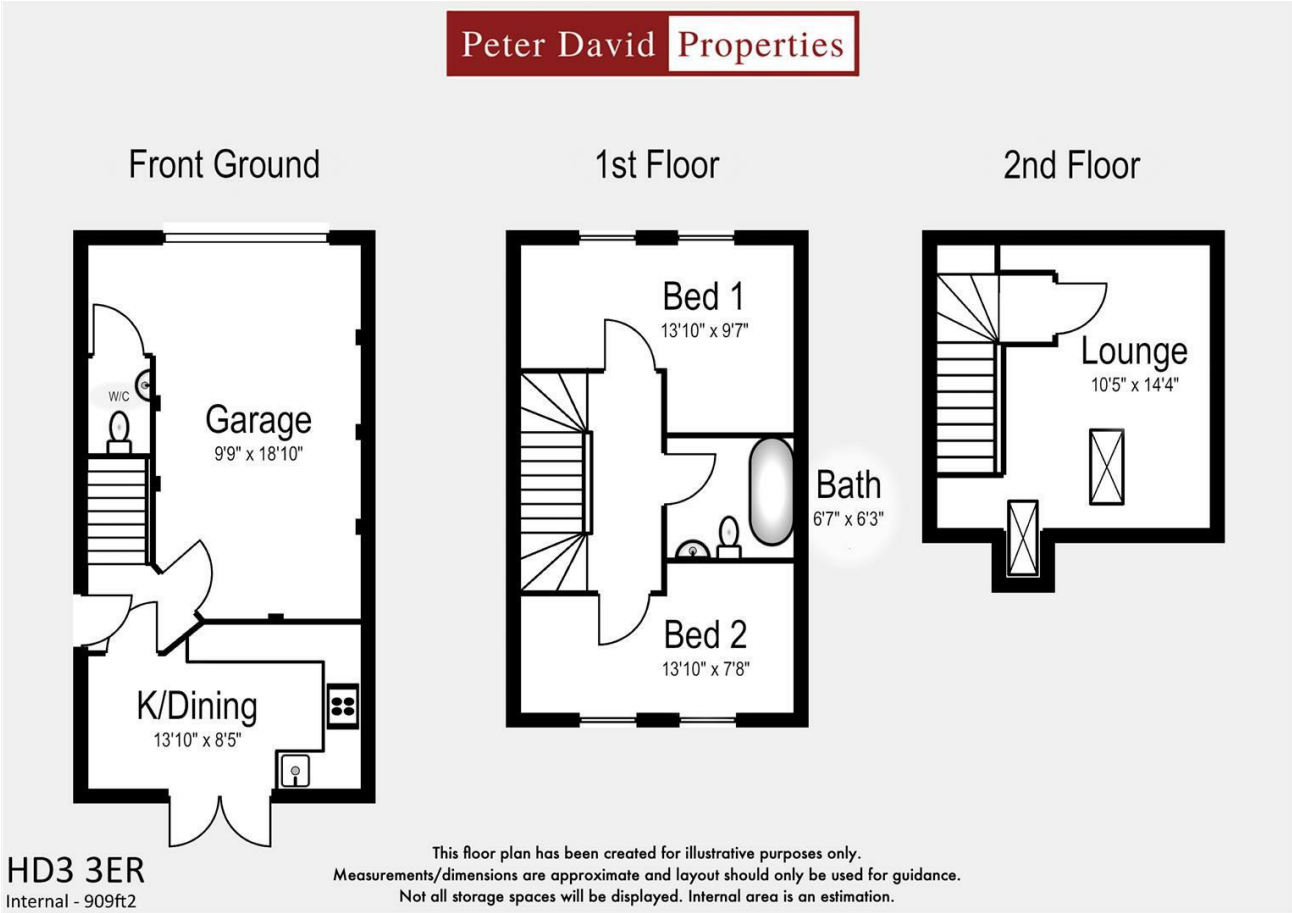 Peter David Properties
Front Ground
1st Floor
2nd Floor
W/C
Garage
9'9" x 18'10"
K/Dining
13'10" x 8'5"
Bed 1
13'10" x 9'7"
Bath
6'7" x 6'3"
Bed 2
13'10" x 7'8"
Lounge
10'5" x 14'4"
HD3 3ER
Internal - 909ft2
This floor plan has been created for illustrative purposes only.
Measurements/dimensions are approximate and layout should only be used for guidance.
Not all storage spaces will be displayed. Internal area is an estimation.